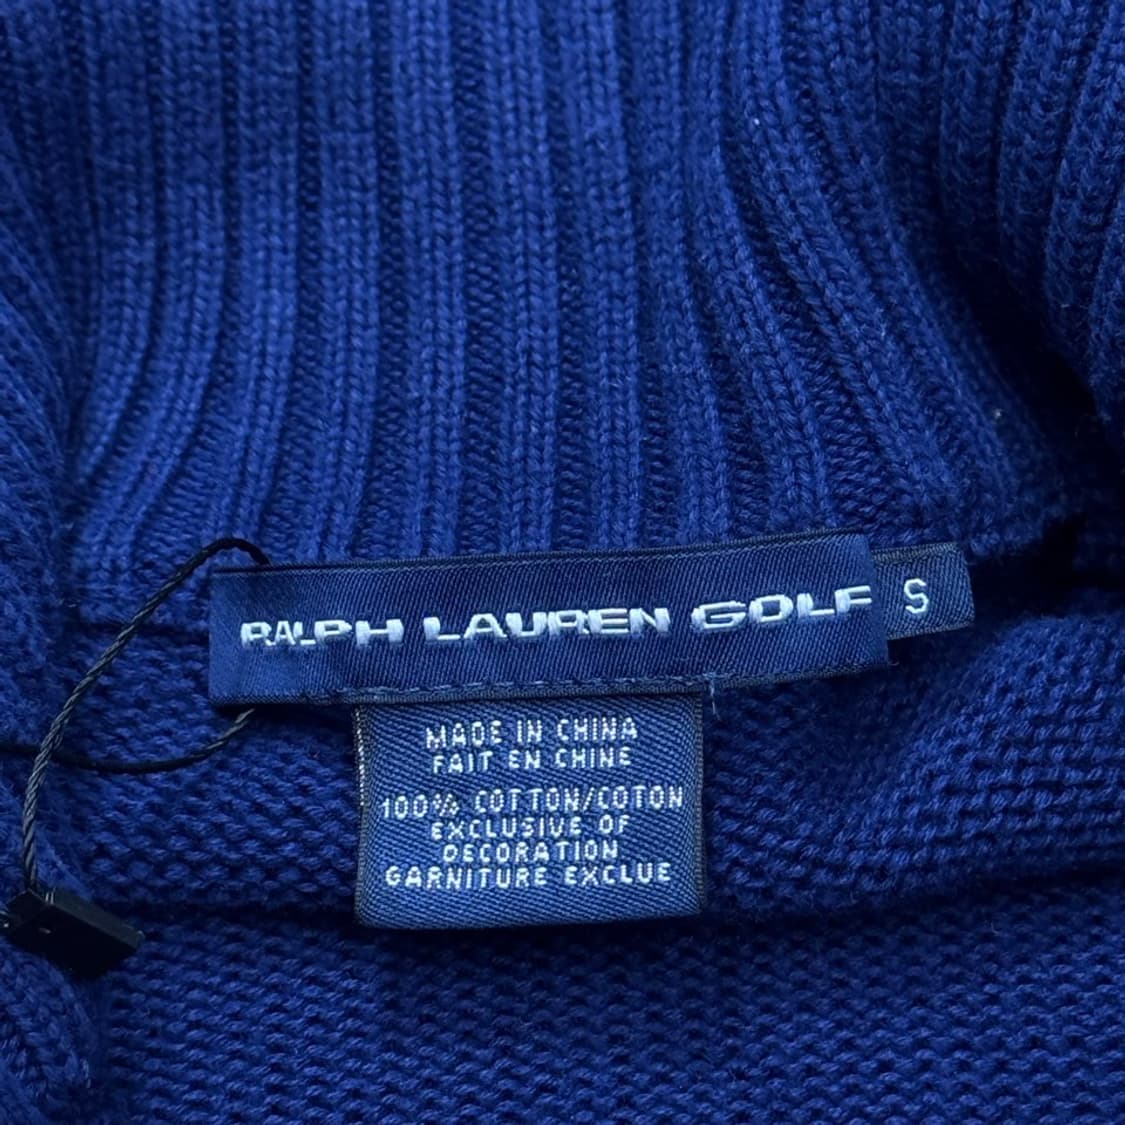 RALPH LAUREN GOLF
S
MADE IN CHINA
FAIT EN CHINE
100% COTTON/COTON
EXCLUSIVE OF
DECORATION
GARNITURE EXCLUE